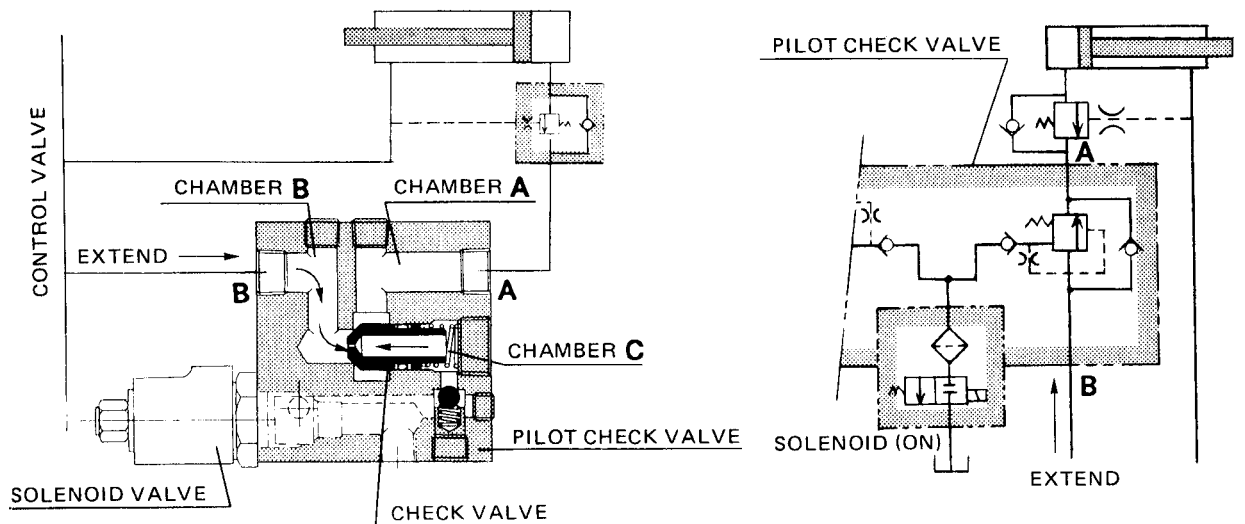 CONTROL VALVE
CHAMBER B
CHAMBER A
EXTEND
B
A
CHAMBER C
PILOT CHECK VALVE
SOLENOID VALVE
CHECK VALVE
PILOT CHECK VALVE
A
B
SOLENOID (ON)
EXTEND